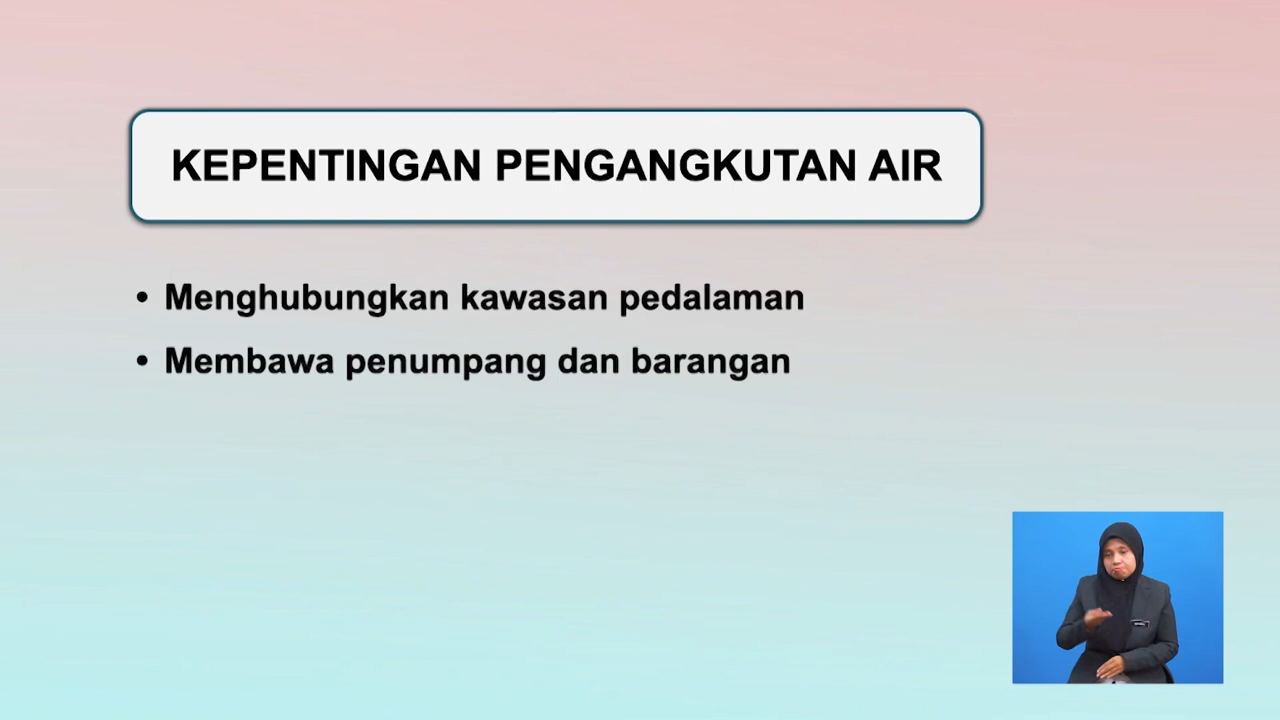 KEPENTINGAN PENGANGKUTAN AIR
• Menghubungkan kawasan pedalaman
• Membawa penumpang dan barangan